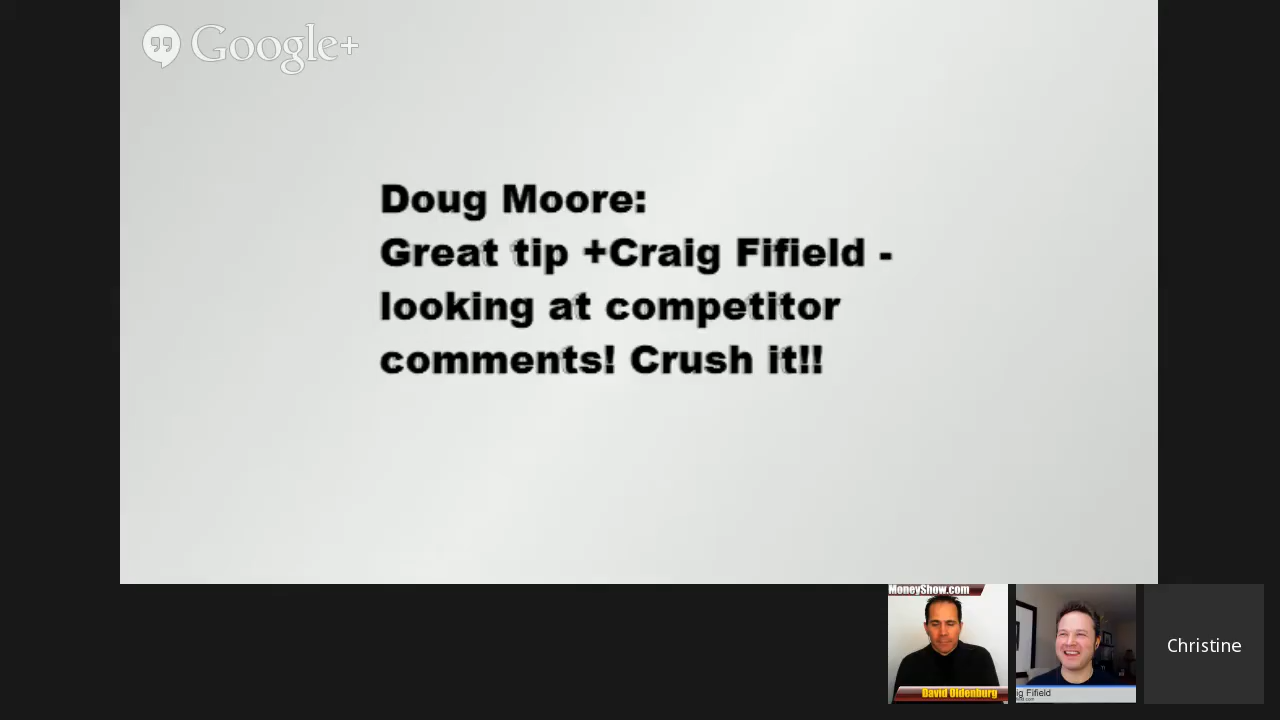 Google+
Doug Moore:
Great tip +Craig Fifield -
looking at competitor
comments! Crush it!!
MoneyShow.com
David Oldenburg
ig Fifield
Christine